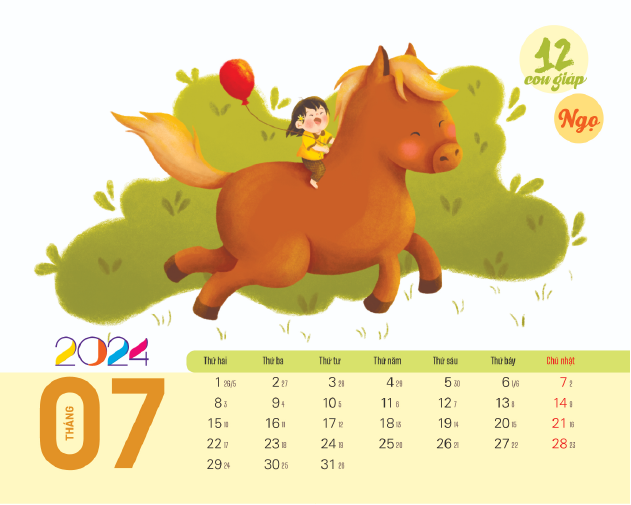 12
con giáp
Ngọ
2024
THÁNG
07
Thứ hai Thứ ba Thứ tư Thứ năm Thứ sáu Thứ bảy Chủ nhật
1 26/5 2 27 3 28 4 29 5 30 6 1/6 7 2
8 3 9 4 10 5 11 6 12 7 13 8 14 9
15 10 16 11 17 12 18 13 19 14 20 15 21 16
22 17 23 18 24 19 25 20 26 21 27 22 28 23
29 24 30 25 31 26